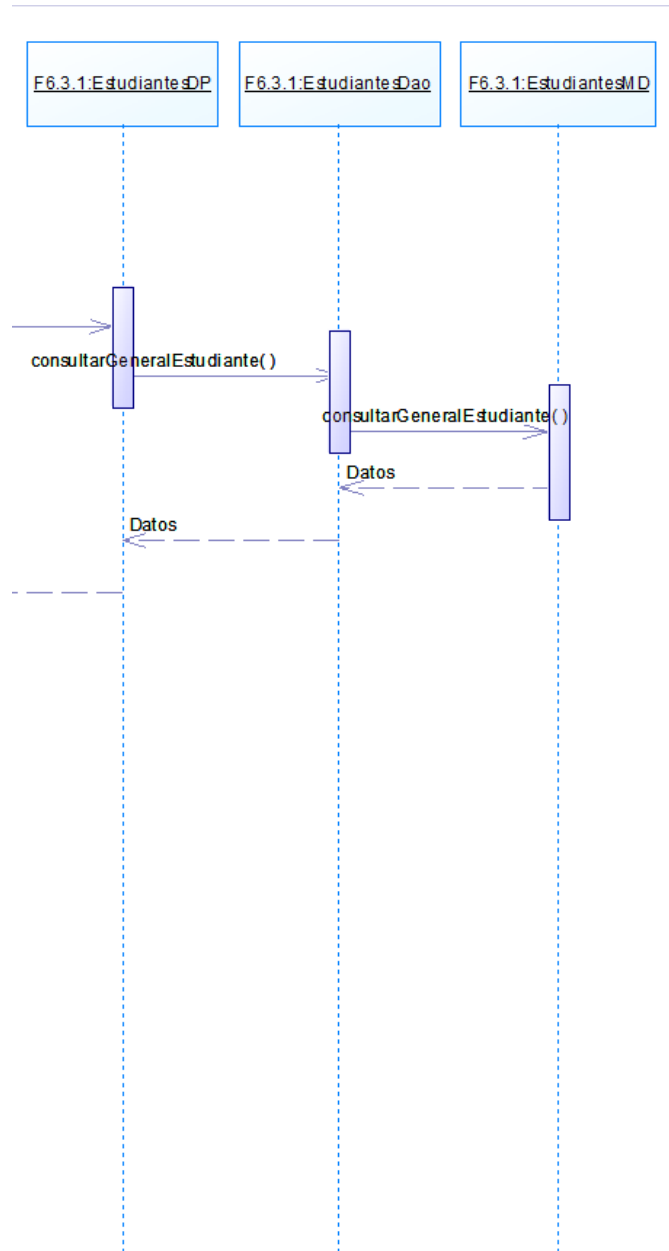 F6.3.1:EstudiantesDP
F6.3.1:EstudiantesDao
F6.3.1:EstudiantesMD
consultarGeneralEstudiante()
consultarGeneralEstudiante()
Datos
Datos